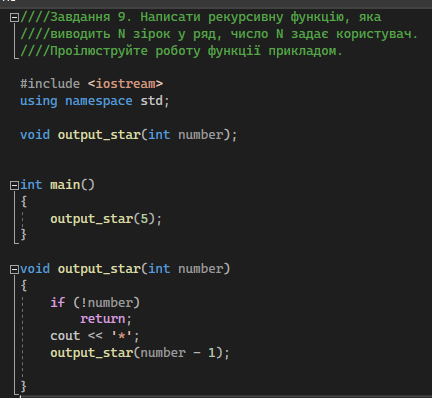 ////Завдання 9. Написати рекурсивну функцію, яка
////виводить N зірок у ряд, число N задає користувач.
////Проілюструйте роботу функції прикладом.
#include <iostream>
using namespace std;
void output_star(int number);
int main()
{
output_star(5);
}
void output_star(int number)
{
if (!number)
return;
cout << '*';
output_star(number - 1);
}